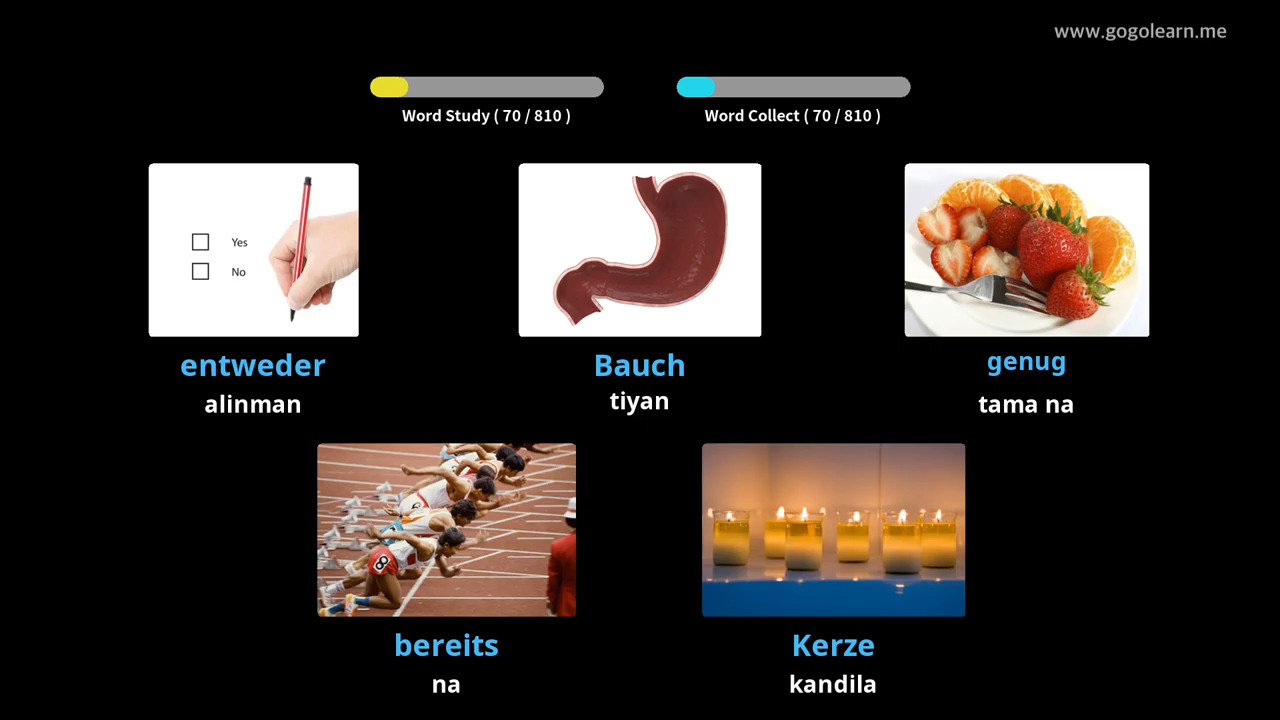 www.gogolearn.me
Word Study ( 70 / 810 )
Word Collect ( 70 / 810 )
Yes
No
entweder
alinman
Bauch
tiyan
genug
tama na
8
bereits
na
Kerze
kandila